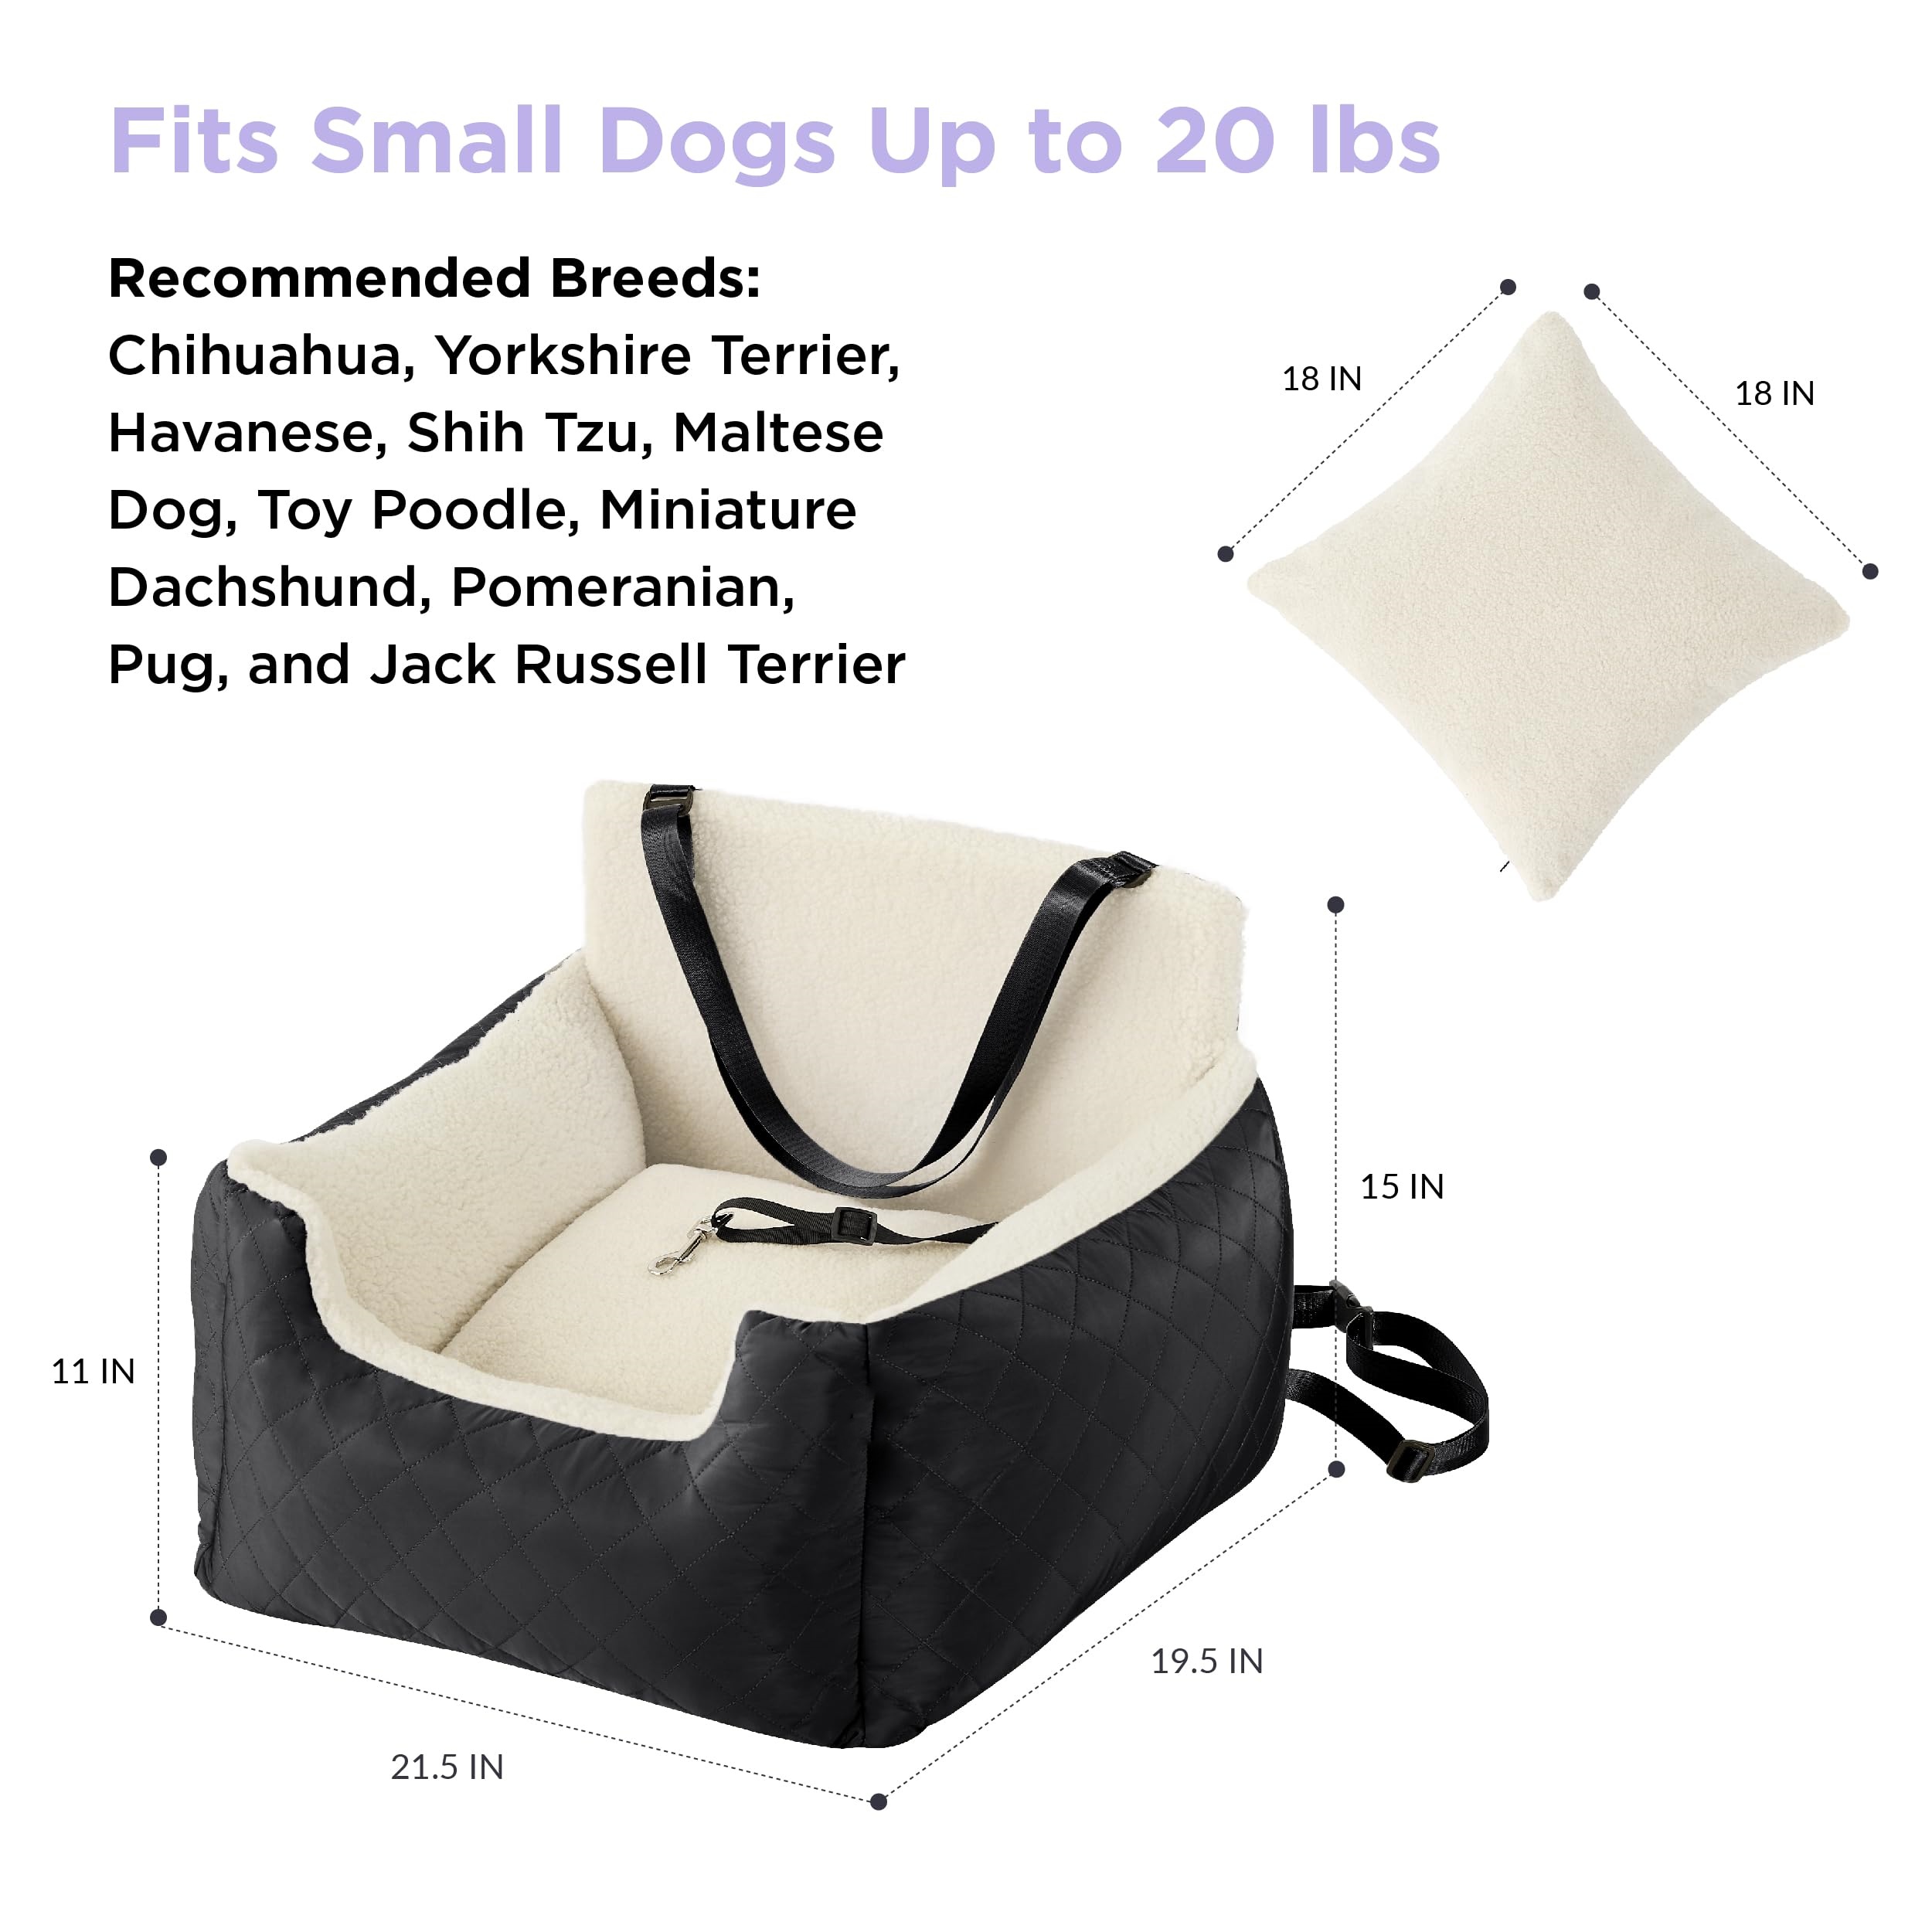 Fits Small Dogs Up to 20 lbs
Recommended Breeds:
Chihuahua, Yorkshire Terrier,
Havanese, Shih Tzu, Maltese
Dog, Toy Poodle, Miniature
Dachshund, Pomeranian,
Pug, and Jack Russell Terrier
18 IN
18 IN
15 IN
11 IN
19.5 IN
21.5 IN